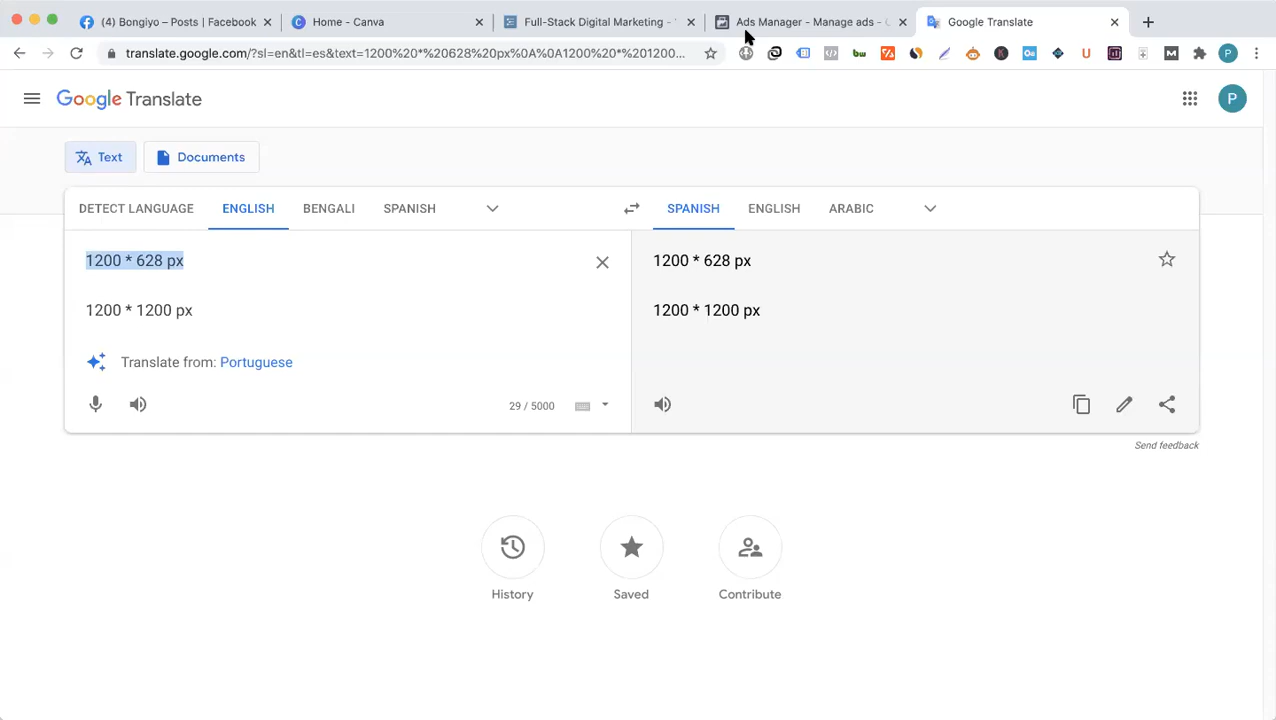 (4) Bongiyo – Posts | Facebook
Home - Canva
Full-Stack Digital Marketing -
Ads Manager - Manage ads -
Google Translate
translate.google.com/?sl=en&tl=es&text=1200%20*%20628%20px%0A%0A1200%20*%201200...
Google Translate
P
Text
Documents
DETECT LANGUAGE
ENGLISH
BENGALI
SPANISH
SPANISH
ENGLISH
ARABIC
1200 * 628 px
1200 * 1200 px
1200 * 628 px
1200 * 1200 px
Translate from: Portuguese
29 / 5000
Send feedback
History
Saved
Contribute